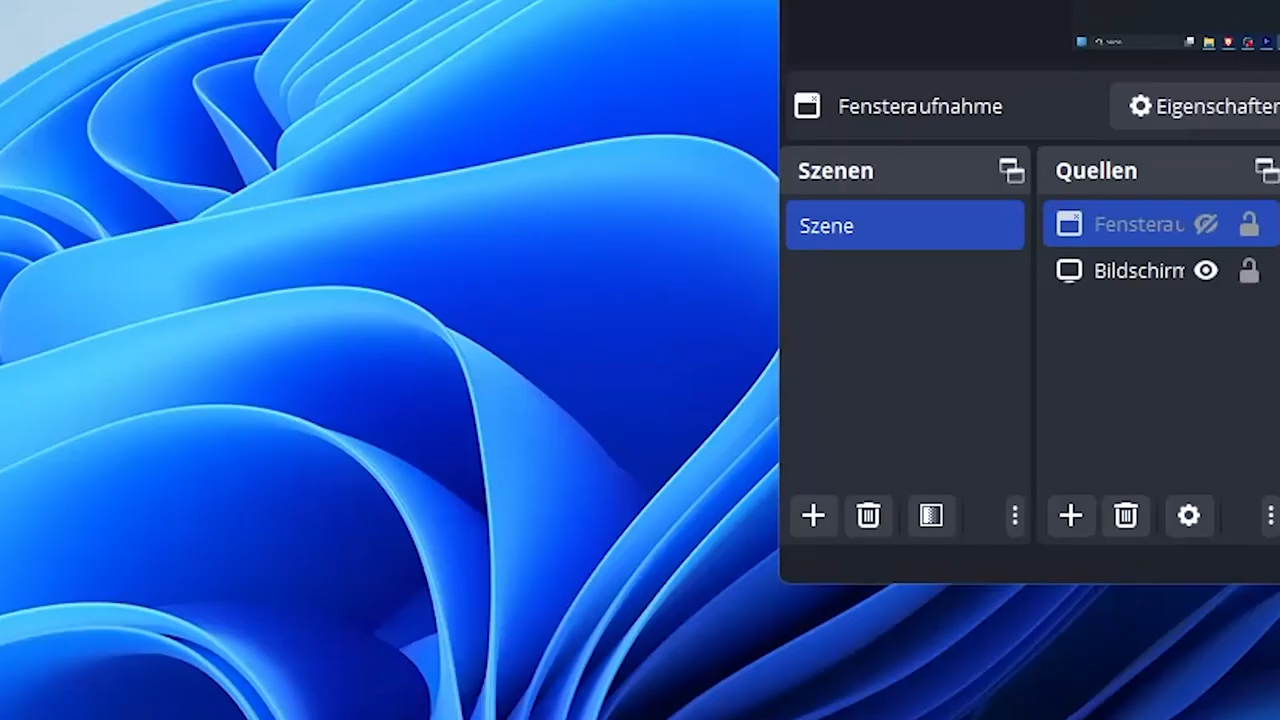 Fensteraufnahme
Eigenschaften
Szenen
Quellen
Szene
Fensterau
Bildschirm